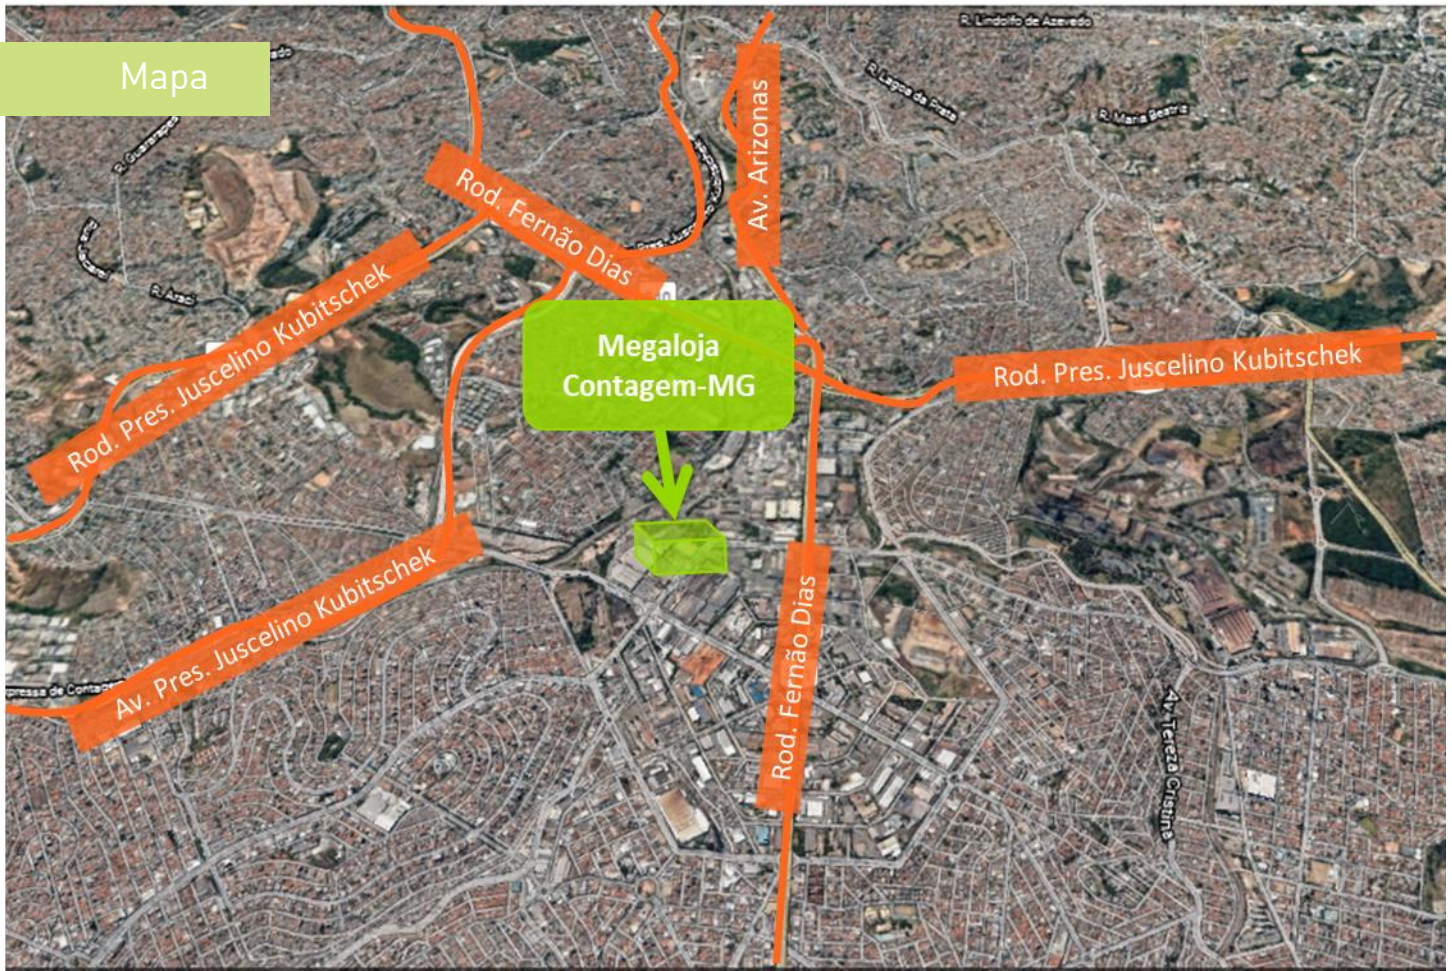 R. Lindolfo de Azevedo
Mapa
R. Lagoa da Prata
R. Maria Beatriz
Av. Arizonas
Rod. Fernão Dias
Rod. Pres. Juscelino Kubitschek
R. Araci
Megaloja
Contagem-MG
Rod. Pres. Juscelino Kubitschek
Av. Pres. Juscelino Kubitschek
Rod. Fernão Dias
Av. Tereza Cristina